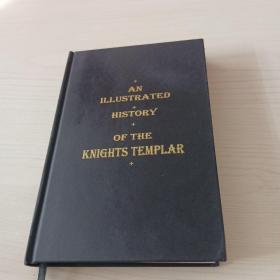 AN
ILLUSTRATED
HISTORY
OF THE
KNIGHTS TEMPLAR